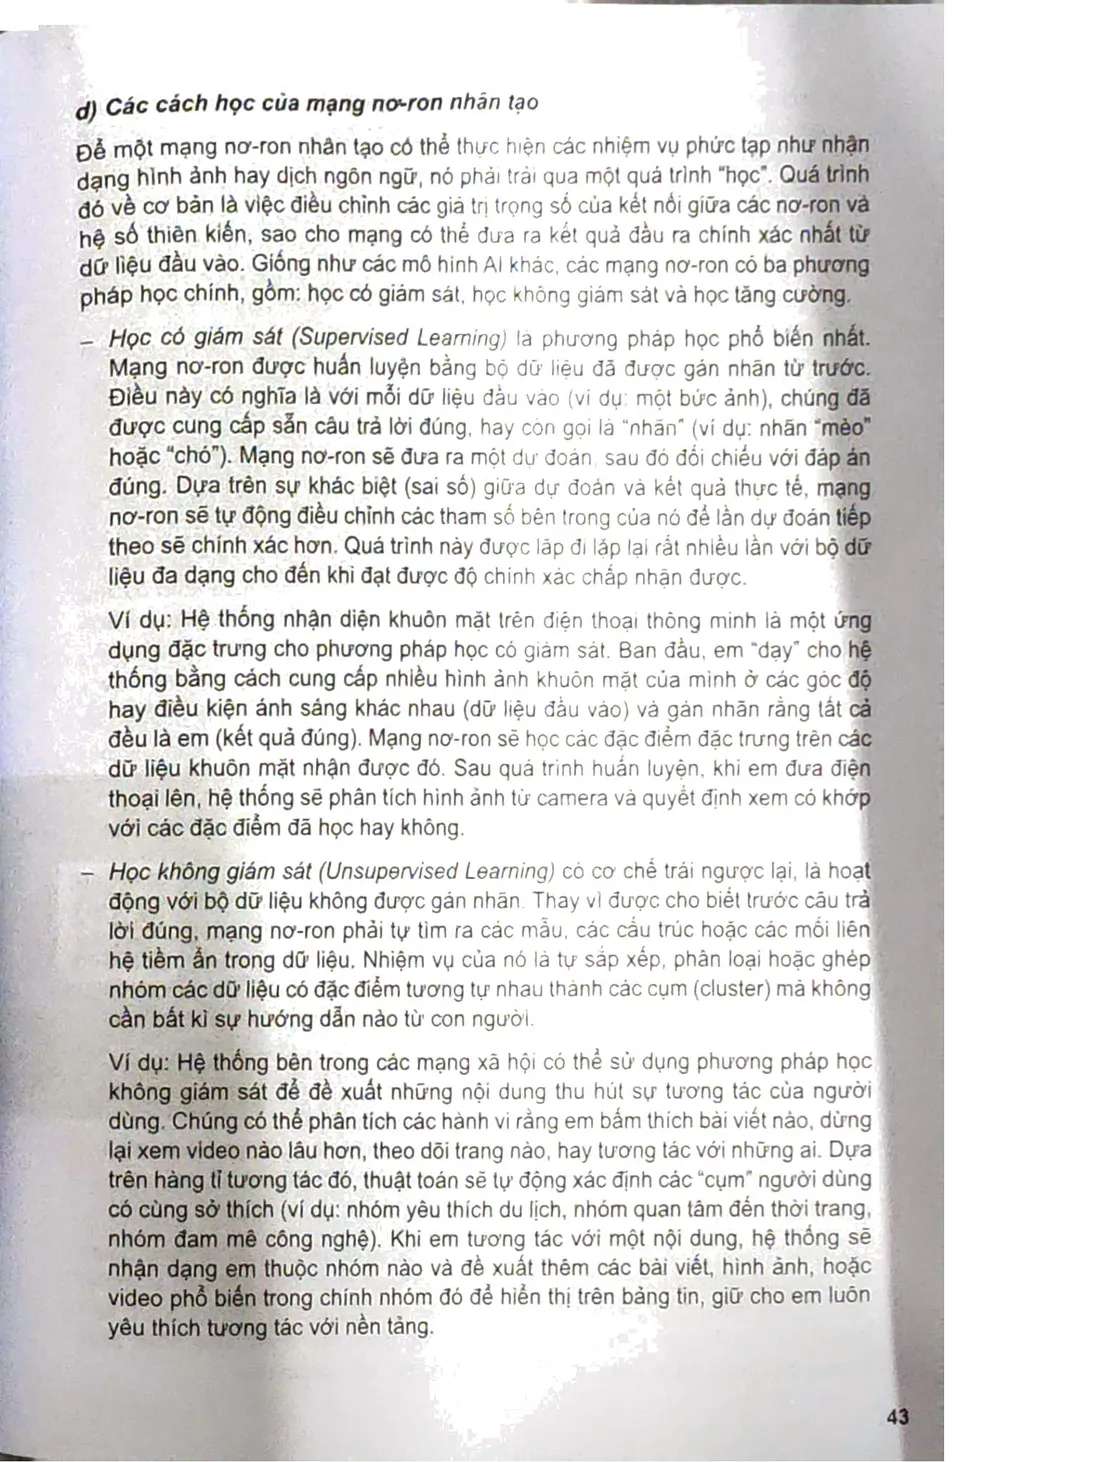 d) Các cách học của mạng nơ-ron nhân tạo
Để một mạng nơ-ron nhân tạo có thể thực hiện các nhiệm vụ phức tạp như nhận
dạng hình ảnh hay dịch ngôn ngữ, nó phải trải qua một quá trình "học". Quá trình
đó về cơ bản là việc điều chỉnh các giá trị trọng số của kết nối giữa các nơ-ron và
hệ số thiên kiến, sao cho mạng có thể đưa ra kết quả đầu ra chính xác nhất từ
dữ liệu đầu vào. Giống như các mô hình AI khác, các mạng nơ-ron có ba phương
pháp học chính, gồm: học có giám sát, học không giám sát và học tăng cường.
– Học có giám sát (Supervised Learning) là phương pháp học phổ biến nhất.
Mạng nơ-ron được huấn luyện bằng bộ dữ liệu đã được gán nhãn từ trước.
Điều này có nghĩa là với mỗi dữ liệu đầu vào (ví dụ: một bức ảnh), chúng đã
được cung cấp sẵn câu trả lời đúng, hay còn gọi là "nhãn" (ví dụ: nhãn "mèo"
hoặc "chó"). Mạng nơ-ron sẽ đưa ra một dự đoán, sau đó đối chiếu với đáp án
đúng. Dựa trên sự khác biệt (sai số) giữa dự đoán và kết quả thực tế, mạng
nơ-ron sẽ tự động điều chỉnh các tham số bên trong của nó để lần dự đoán tiếp
theo sẽ chính xác hơn. Quá trình này được lặp đi lặp lại rất nhiều lần với bộ dữ
liệu đa dạng cho đến khi đạt được độ chính xác chấp nhận được.
Ví dụ: Hệ thống nhận diện khuôn mặt trên điện thoại thông minh là một ứng
dụng đặc trưng cho phương pháp học có giám sát. Ban đầu, em "dạy" cho hệ
thống bằng cách cung cấp nhiều hình ảnh khuôn mặt của mình ở các góc độ
hay điều kiện ánh sáng khác nhau (dữ liệu đầu vào) và gán nhãn rằng tất cả
đều là em (kết quả đúng). Mạng nơ-ron sẽ học các đặc điểm đặc trưng trên các
dữ liệu khuôn mặt nhận được đó. Sau quá trình huấn luyện, khi em đưa điện
thoại lên, hệ thống sẽ phân tích hình ảnh từ camera và quyết định xem có khớp
với các đặc điểm đã học hay không.
– Học không giám sát (Unsupervised Learning) có cơ chế trái ngược lại, là hoạt
động với bộ dữ liệu không được gán nhãn. Thay vì được cho biết trước câu trả
lời đúng, mạng nơ-ron phải tự tìm ra các mẫu, các cấu trúc hoặc các mối liên
hệ tiềm ẩn trong dữ liệu. Nhiệm vụ của nó là tự sắp xếp, phân loại hoặc ghép
nhóm các dữ liệu có đặc điểm tương tự nhau thành các cụm (cluster) mà không
cần bất kì sự hướng dẫn nào từ con người.
Ví dụ: Hệ thống bên trong các mạng xã hội có thể sử dụng phương pháp học
không giám sát để đề xuất những nội dung thu hút sự tương tác của người
dùng. Chúng có thể phân tích các hành vi rằng em bấm thích bài viết nào, dừng
lại xem video nào lâu hơn, theo dõi trang nào, hay tương tác với những ai. Dựa
trên hàng tỉ tương tác đó, thuật toán sẽ tự động xác định các "cụm" người dùng
có cùng sở thích (ví dụ: nhóm yêu thích du lịch, nhóm quan tâm đến thời trang,
nhóm đam mê công nghệ). Khi em tương tác với một nội dung, hệ thống sẽ
nhận dạng em thuộc nhóm nào và đề xuất thêm các bài viết, hình ảnh, hoặc
video phổ biến trong chính nhóm đó để hiển thị trên bảng tin, giữ cho em luôn
yêu thích tương tác với nền tảng.
43